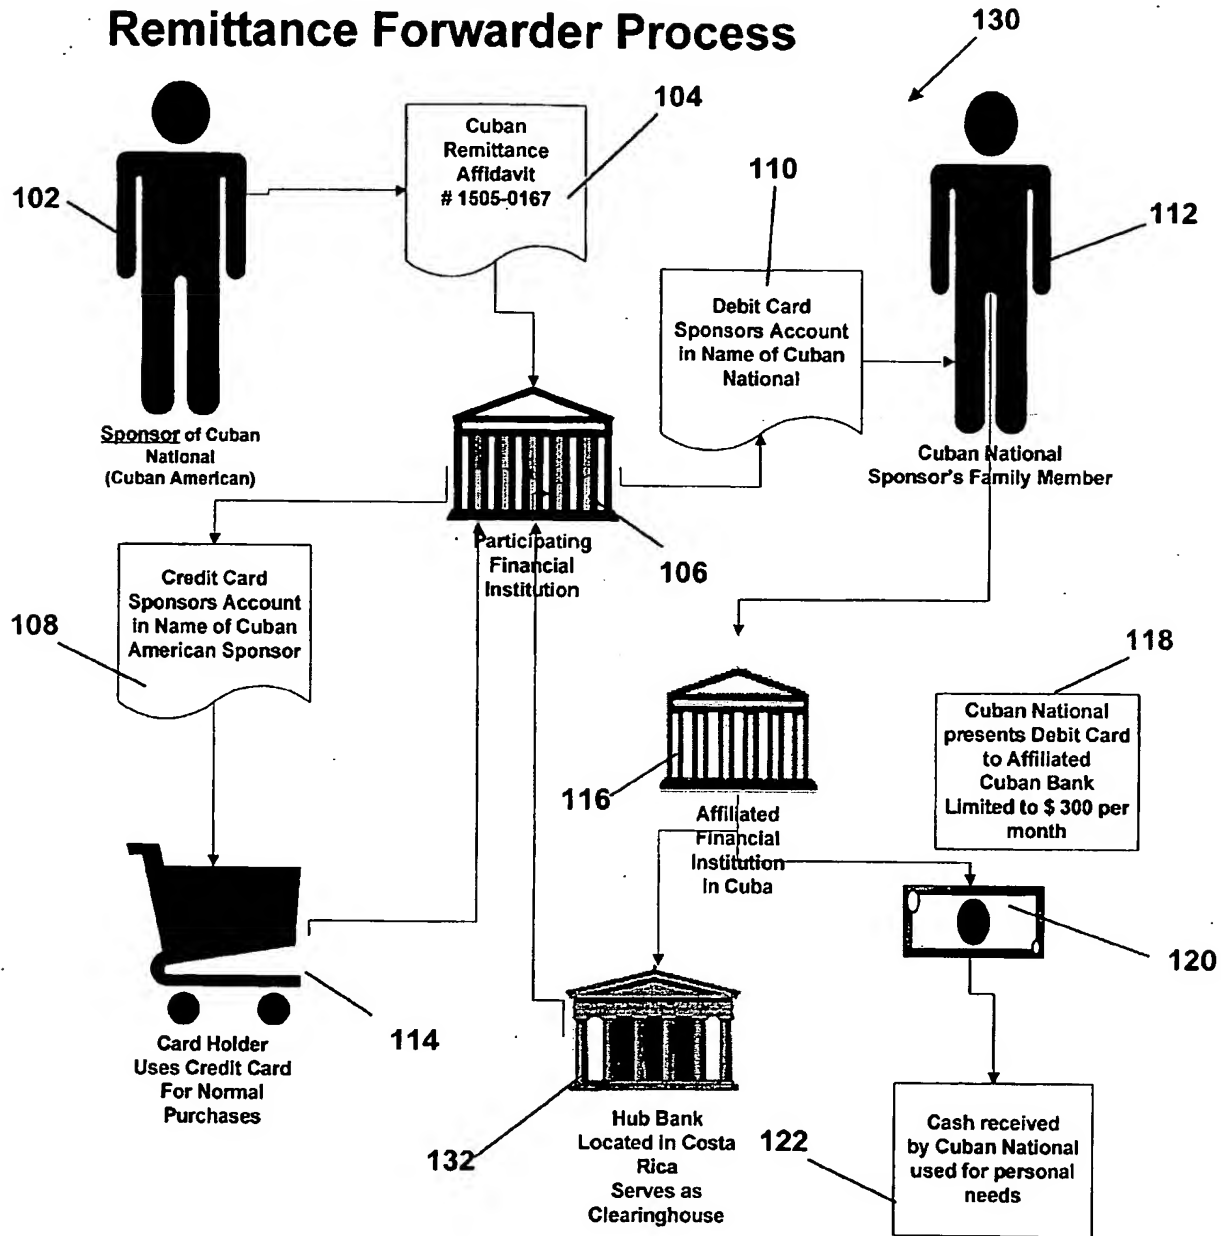 Remittance Forwarder Process
130
104
Cuban
Remittance
Affidavit
# 1505-0167
102
110
112
Debit Card
Sponsors Account
in Name of Cuban
National
Sponsor of Cuban
National
(Cuban American)
Cuban National
Sponsor's Family Member
Participating
Financial
Institution
106
Credit Card
Sponsors Account
in Name of Cuban
American Sponsor
108
118
Cuban National
presents Debit Card
to Affiliated
Cuban Bank
Limited to $ 300 per
month
116
Affiliated
Financial
Institution
In Cuba
120
114
Card Holder
Uses Credit Card
For Normal
Purchases
132
Hub Bank
Located in Costa
Rica
Serves as
Clearinghouse
122
Cash received
by Cuban National
used for personal
needs